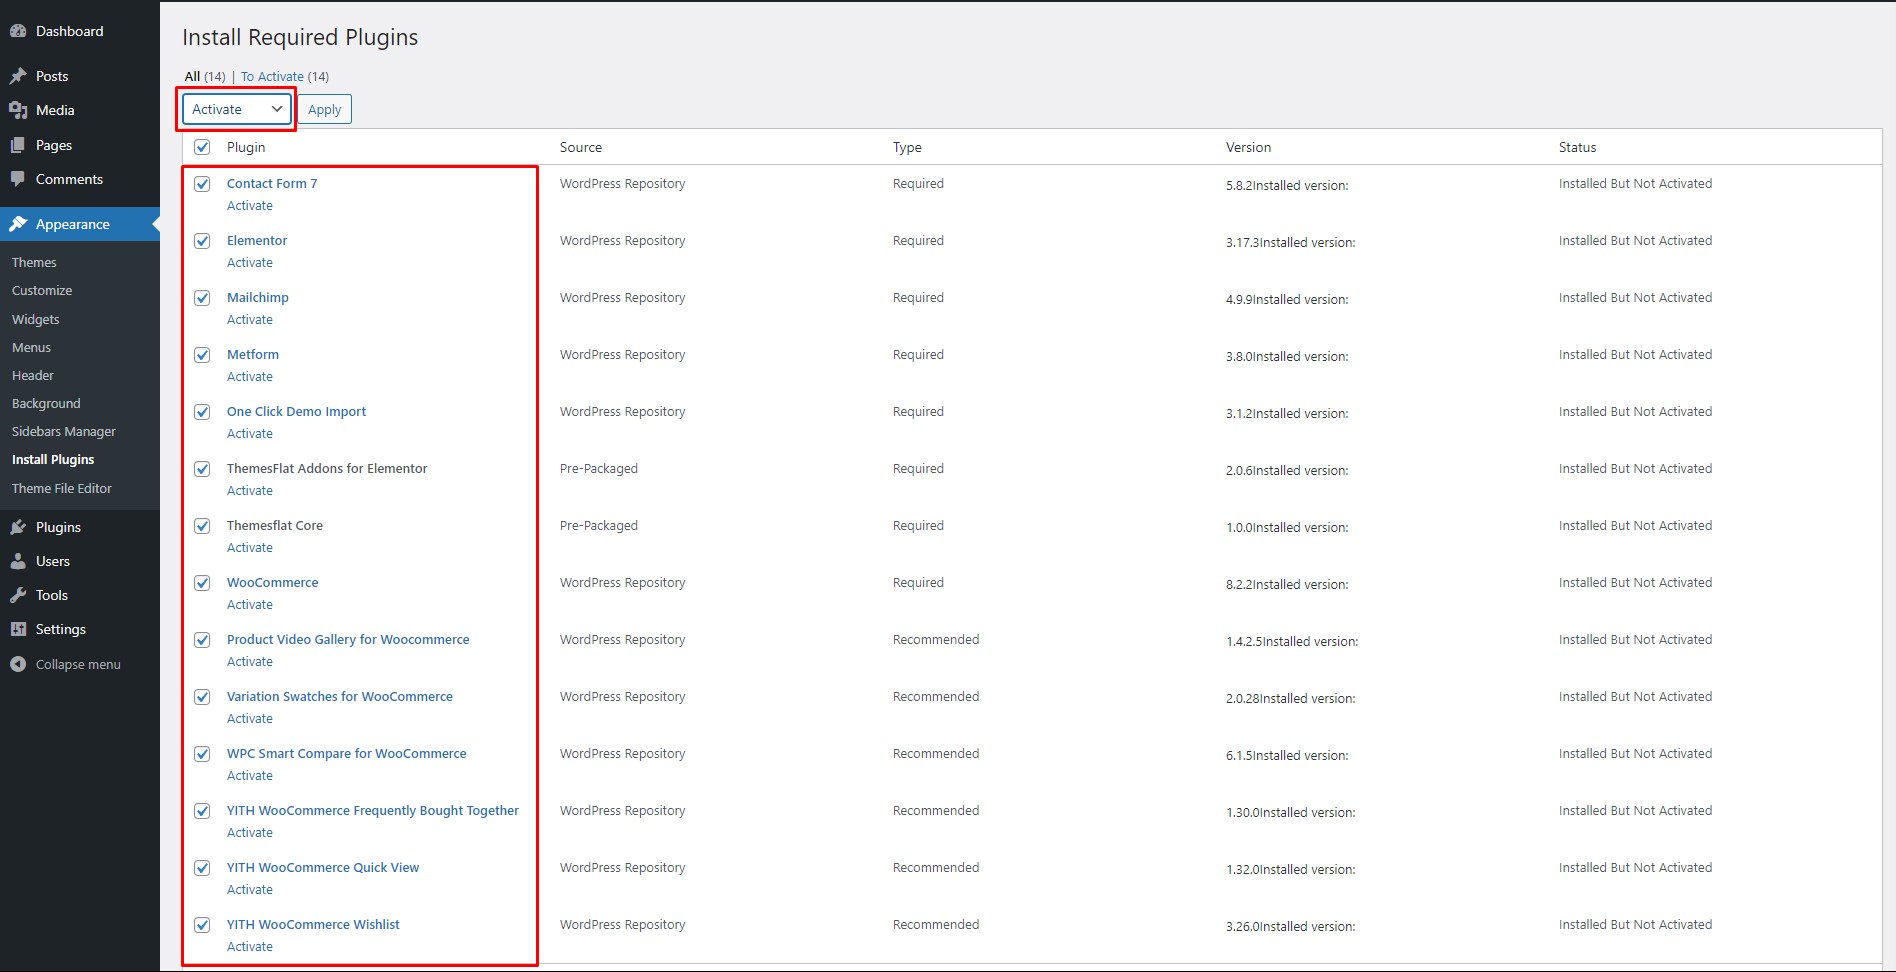 Dashboard
Posts
Media
Pages
Comments
Appearance
Themes
Customize
Widgets
Menus
Header
Background
Sidebars Manager
Install Plugins
Theme File Editor
Plugins
Users
Tools
Settings
Collapse menu
Install Required Plugins
All (14) | To Activate (14)
Activate Apply
Plugin Source Type Version Status
Contact Form 7 WordPress Repository Required 5.8.2Installed version: Installed But Not Activated
Activate
Elementor WordPress Repository Required 3.17.3Installed version: Installed But Not Activated
Activate
Mailchimp WordPress Repository Required 4.9.9Installed version: Installed But Not Activated
Activate
Metform WordPress Repository Required 3.8.0Installed version: Installed But Not Activated
Activate
One Click Demo Import WordPress Repository Required 3.1.2Installed version: Installed But Not Activated
Activate
ThemesFlat Addons for Elementor Pre-Packaged Required 2.0.6Installed version: Installed But Not Activated
Activate
Themesflat Core Pre-Packaged Required 1.0.0Installed version: Installed But Not Activated
Activate
WooCommerce WordPress Repository Required 8.2.2Installed version: Installed But Not Activated
Activate
Product Video Gallery for Woocommerce WordPress Repository Recommended 1.4.2.5Installed version: Installed But Not Activated
Activate
Variation Swatches for WooCommerce WordPress Repository Recommended 2.0.28Installed version: Installed But Not Activated
Activate
WPC Smart Compare for WooCommerce WordPress Repository Recommended 6.1.5Installed version: Installed But Not Activated
Activate
YITH WooCommerce Frequently Bought Together WordPress Repository Recommended 1.30.0Installed version: Installed But Not Activated
Activate
YITH WooCommerce Quick View WordPress Repository Recommended 1.32.0Installed version: Installed But Not Activated
Activate
YITH WooCommerce Wishlist WordPress Repository Recommended 3.26.0Installed version: Installed But Not Activated
Activate